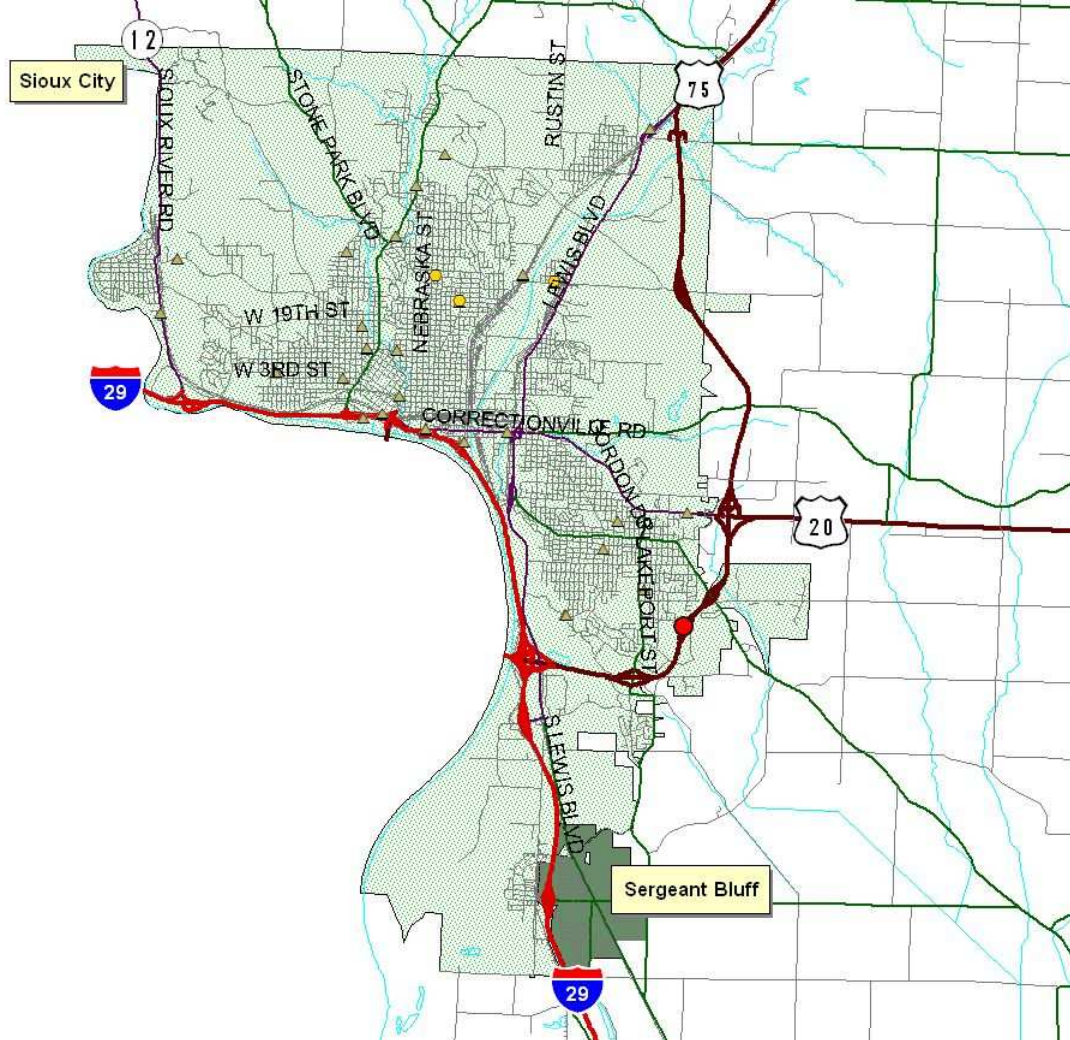 12
Sioux City
75
SIOUX RIVER RD
STONE PARK BLVD
RUSTIN ST
NEBRASKA ST
LEWIS BLVD
W 19TH ST
W 3RD ST
29
CORRECTIONVILLE RD
GORDON DR
20
S LAKEPORT ST
S LEWIS BLVD
Sergeant Bluff
29